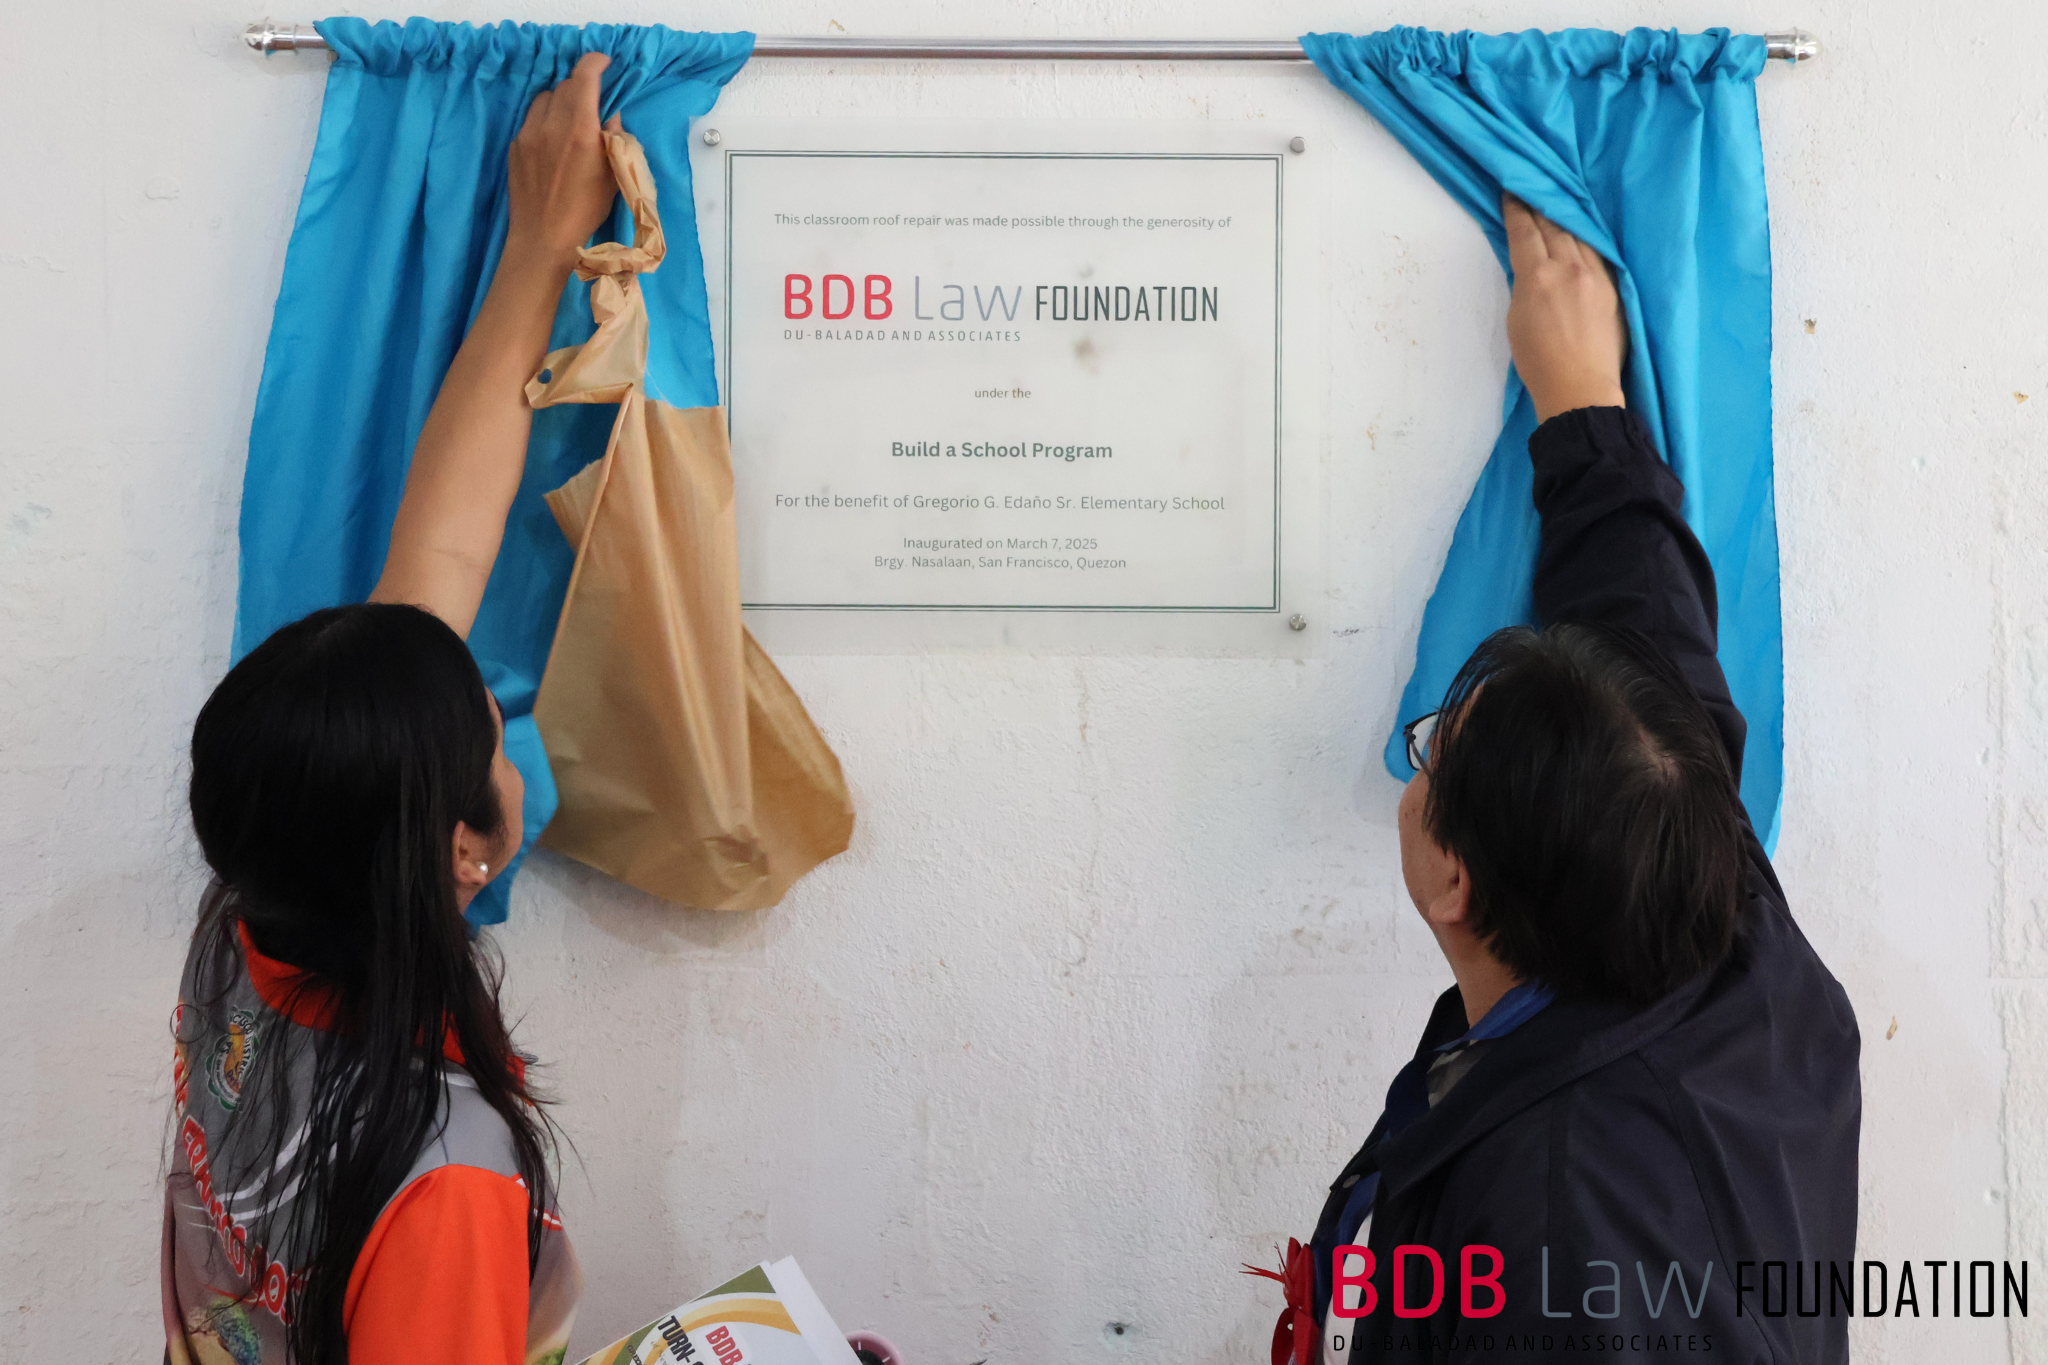 This classroom roof repair was made possible through the generosity of
BDB Law FOUNDATION
DU-BALADAD AND ASSOCIATES
under the
Build a School Program
For the benefit of Gregorio G. Edaño Sr. Elementary School
Inaugurated on March 7, 2025
Brgy. Nasalaan, San Francisco, Quezon
BDB
TURN-
BDB Law FOUNDATION
DU-BALADAD AND ASSOCIATES